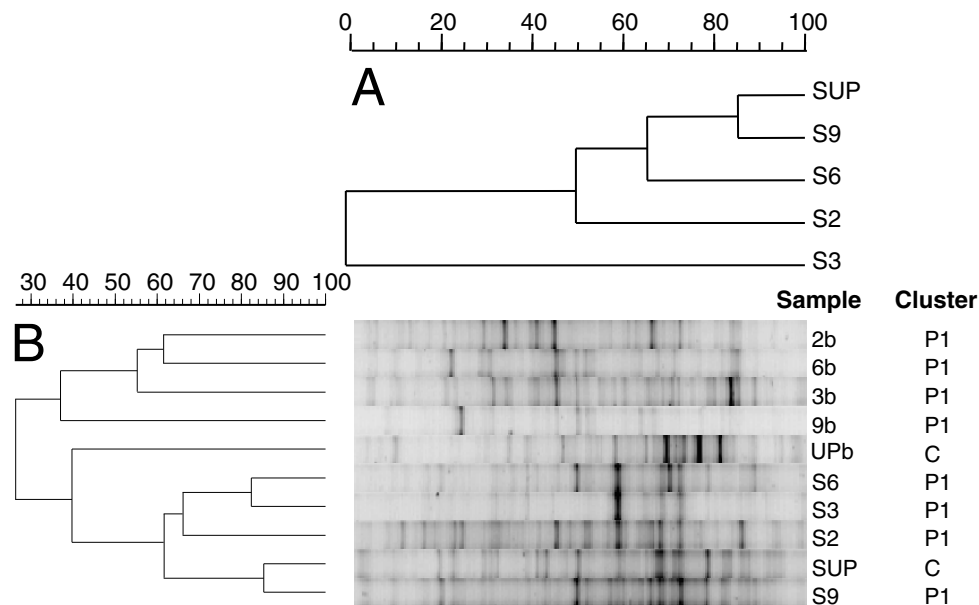 0 20 40 60 80 100
A
SUP
S9
S6
S2
S3
30 40 50 60 70 80 90 100
Sample Cluster
B
2b P1
6b P1
3b P1
9b P1
UPb C
S6 P1
S3 P1
S2 P1
SUP C
S9 P1